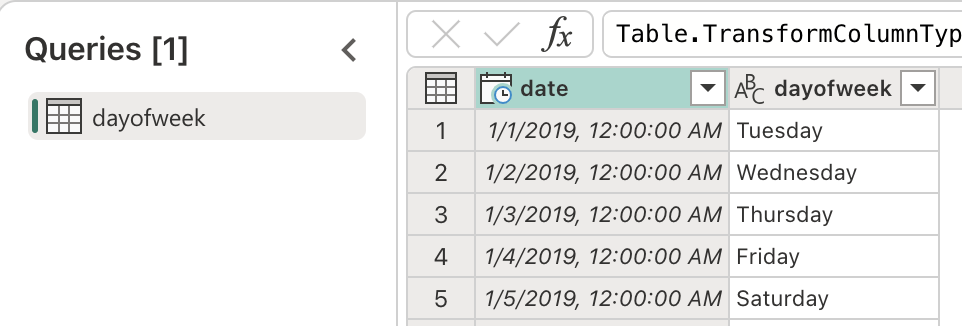 Queries [1]
dayofweek
fx
Table.TransformColumnTyp
date
ABC dayofweek
1 1/1/2019, 12:00:00 AM Tuesday
2 1/2/2019, 12:00:00 AM Wednesday
3 1/3/2019, 12:00:00 AM Thursday
4 1/4/2019, 12:00:00 AM Friday
5 1/5/2019, 12:00:00 AM Saturday